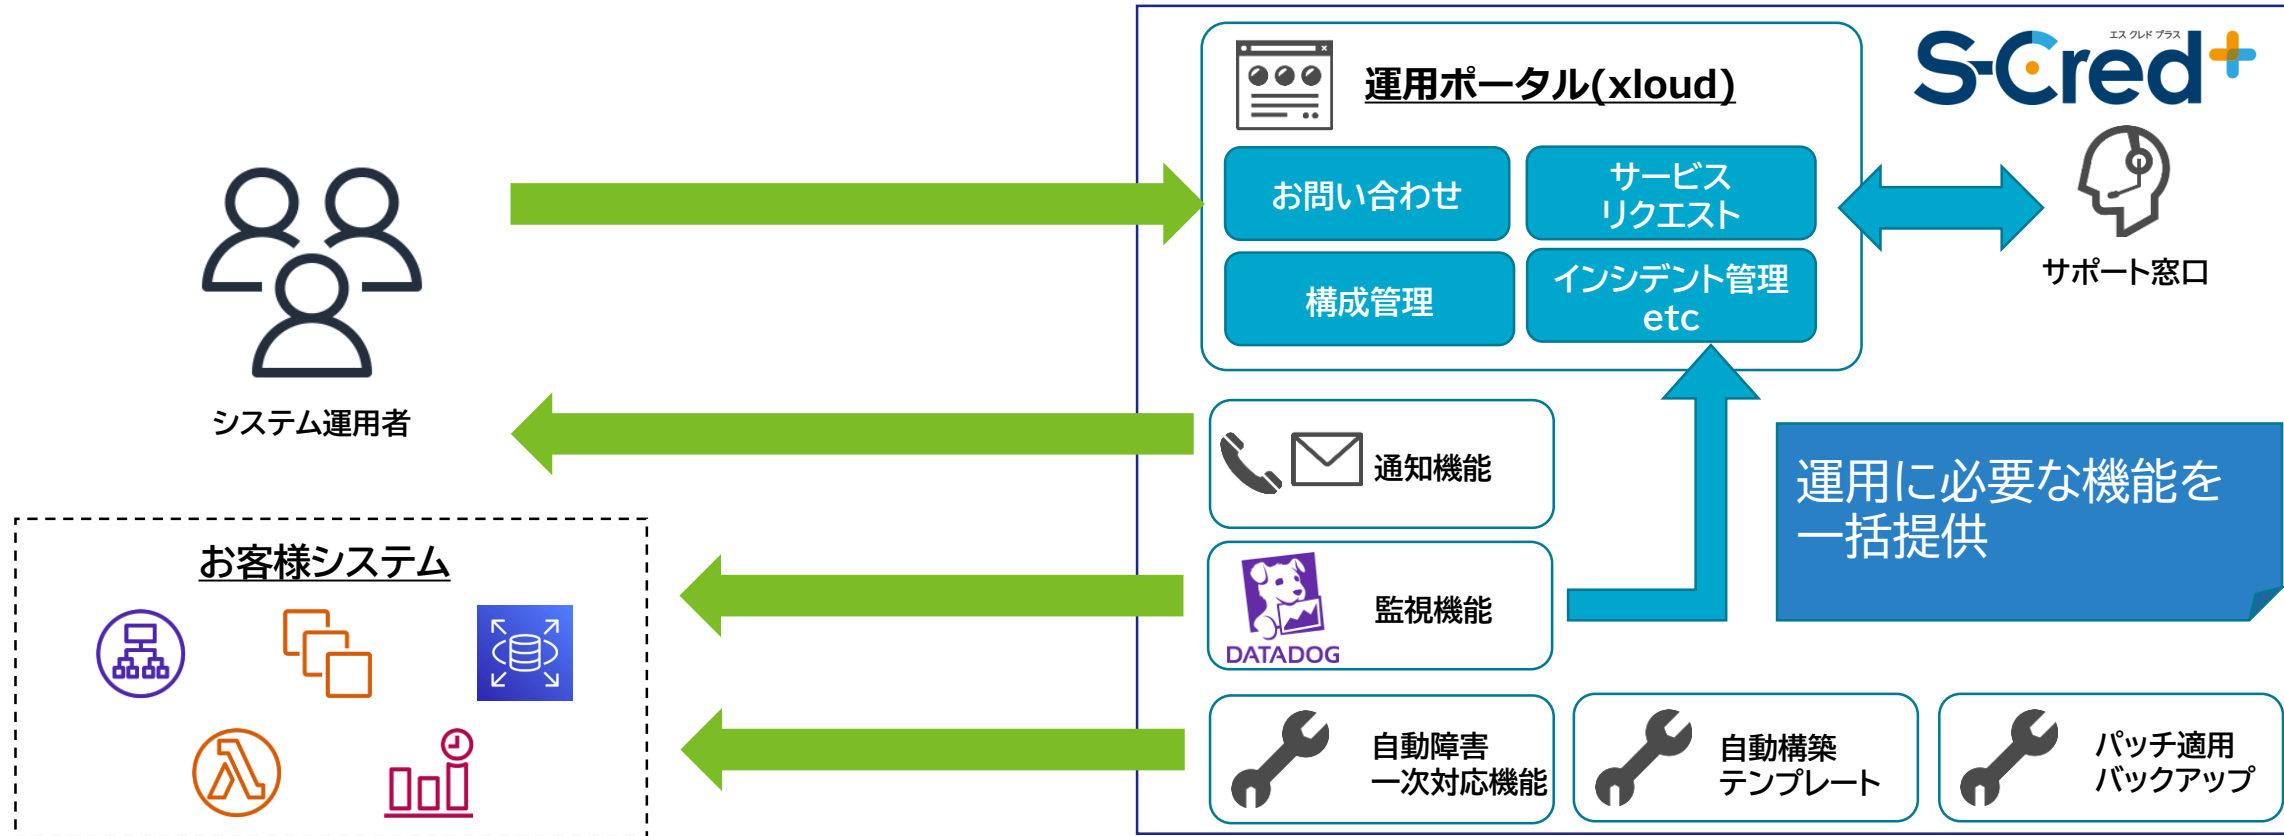 エス クレド プラス
S-Cred+
運用ポータル(xloud)
お問い合わせ
サービス
リクエスト
構成管理
インシデント管理
etc
サポート窓口
システム運用者
通知機能
運用に必要な機能を
一括提供
お客様システム
監視機能
DATADOG
自動障害
一次対応機能
自動構築
テンプレート
パッチ適用
バックアップ